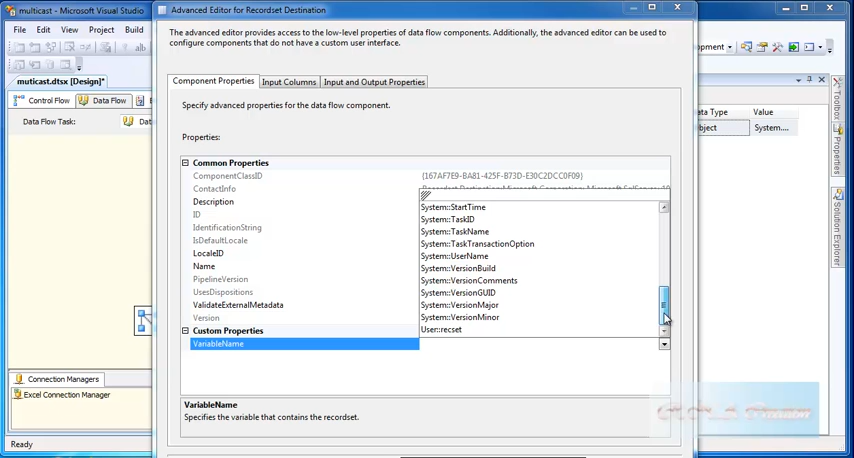 muticast - Microsoft Visual Studio
Advanced Editor for Recordset Destination
File Edit View Project Build
The advanced editor provides access to the low-level properties of data flow components. Additionally, the advanced editor can be used to
configure components that do not have a custom user interface.
muticast.dtsx [Design]*
Component Properties Input Columns Input and Output Properties
Control Flow Data Flow
Specify advanced properties for the data flow component.
Data Type Value
Data Flow Task:
Properties:
System....
Common Properties
ComponentClassID {167AF7E9-BA81-425F-B73D-E30C2DCC0F09}
ContactInfo
Description
ID
IdentificationString
IsDefaultLocale
LocaleID
Name
PipelineVersion
UsesDispositions
ValidateExternalMetadata
Version
Custom Properties
VariableName
System::StartTime
System::TaskID
System::TaskName
System::TaskTransactionOption
System::UserName
System::VersionBuild
System::VersionComments
System::VersionGUID
System::VersionMajor
System::VersionMinor
User::recset
Toolbox
Properties
Solution Explorer
Connection Managers
Excel Connection Manager
VariableName
Specifies the variable that contains the recordset.
Ready